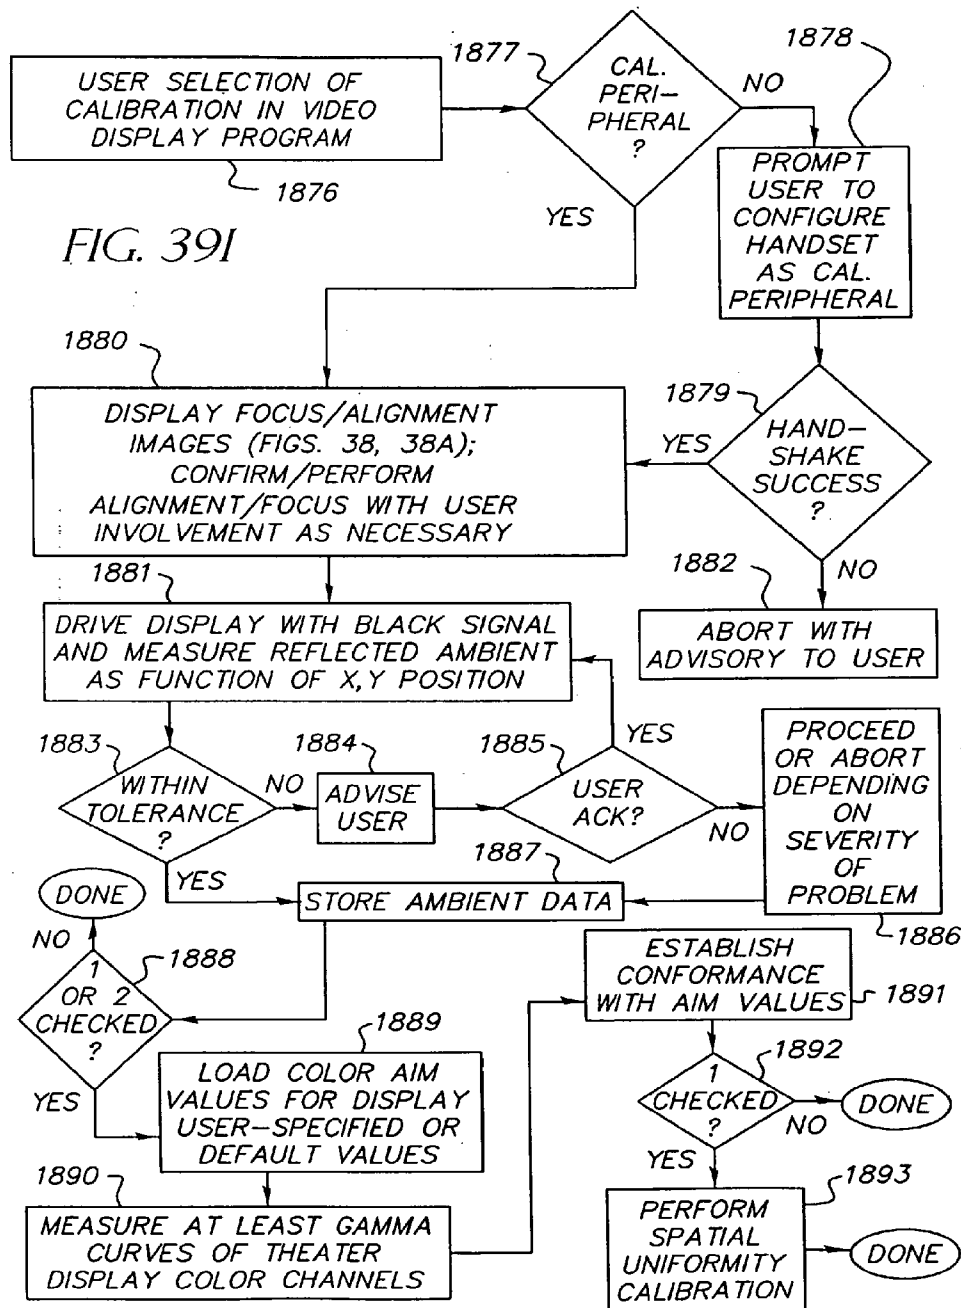 1877
1878
USER SELECTION OF
CALIBRATION IN VIDEO
DISPLAY PROGRAM
1876
CAL.
PERI-
PHERAL
?
NO
YES
PROMPT
USER TO
CONFIGURE
HANDSET
AS CAL.
PERIPHERAL
FIG. 39I
1880
DISPLAY FOCUS/ALIGNMENT
IMAGES (FIGS. 38, 38A);
CONFIRM/PERFORM
ALIGNMENT/FOCUS WITH USER
INVOLVEMENT AS NECESSARY
1879
YES
HAND-
SHAKE
SUCCESS
?
NO
1882
ABORT WITH
ADVISORY TO USER
1881
DRIVE DISPLAY WITH BLACK SIGNAL
AND MEASURE REFLECTED AMBIENT
AS FUNCTION OF X,Y POSITION
1883
WITHIN
TOLERANCE
?
NO
YES
1884
ADVISE
USER
1885
USER
ACK?
YES
NO
PROCEED
OR ABORT
DEPENDING
ON
SEVERITY
OF
PROBLEM
1886
1887
STORE AMBIENT DATA
DONE
NO
1888
1
OR 2
CHECKED
?
YES
1889
LOAD COLOR AIM
VALUES FOR DISPLAY
USER-SPECIFIED OR
DEFAULT VALUES
1890
MEASURE AT LEAST GAMMA
CURVES OF THEATER
DISPLAY COLOR CHANNELS
ESTABLISH
CONFORMANCE
WITH AIM VALUES
1891
1892
1
CHECKED
?
NO
DONE
YES
1893
PERFORM
SPATIAL
UNIFORMITY
CALIBRATION
DONE